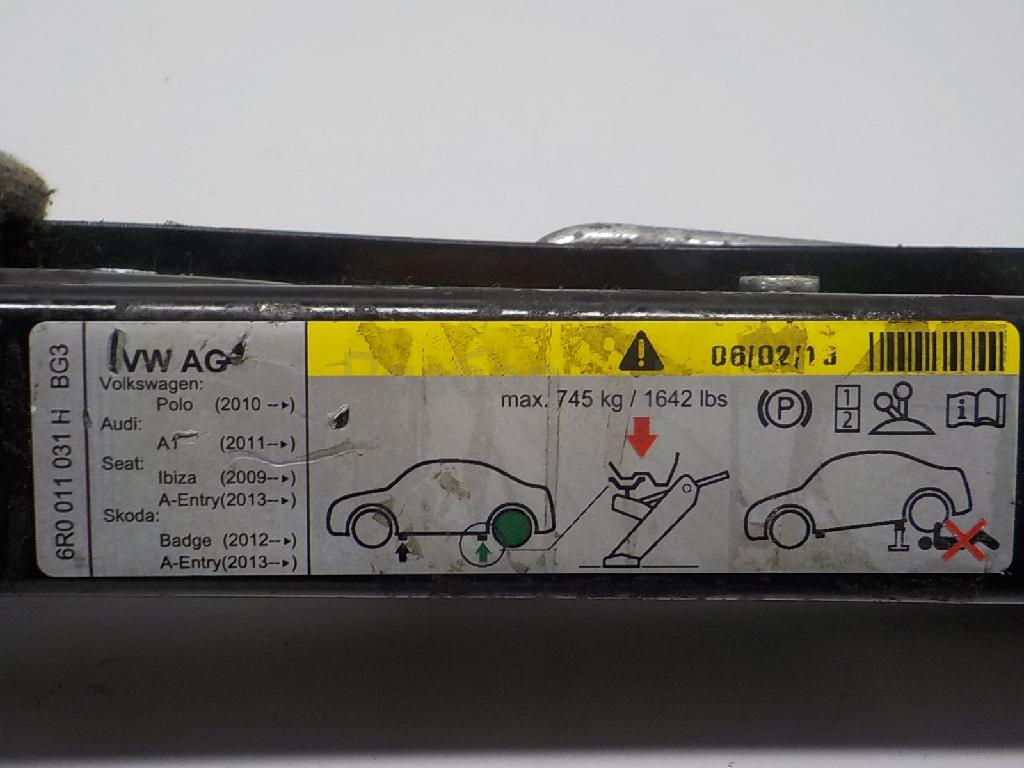 6R0 011 031 H BG3
VW AG
Volkswagen:
Polo (2010 --►)
Audi:
A1 (2011--►)
Seat:
Ibiza (2009--►)
A-Entry(2013--►)
Skoda:
Badge (2012--►)
A-Entry(2013--►)
06/02/13
max. 745 kg / 1642 lbs
P
1
2
i